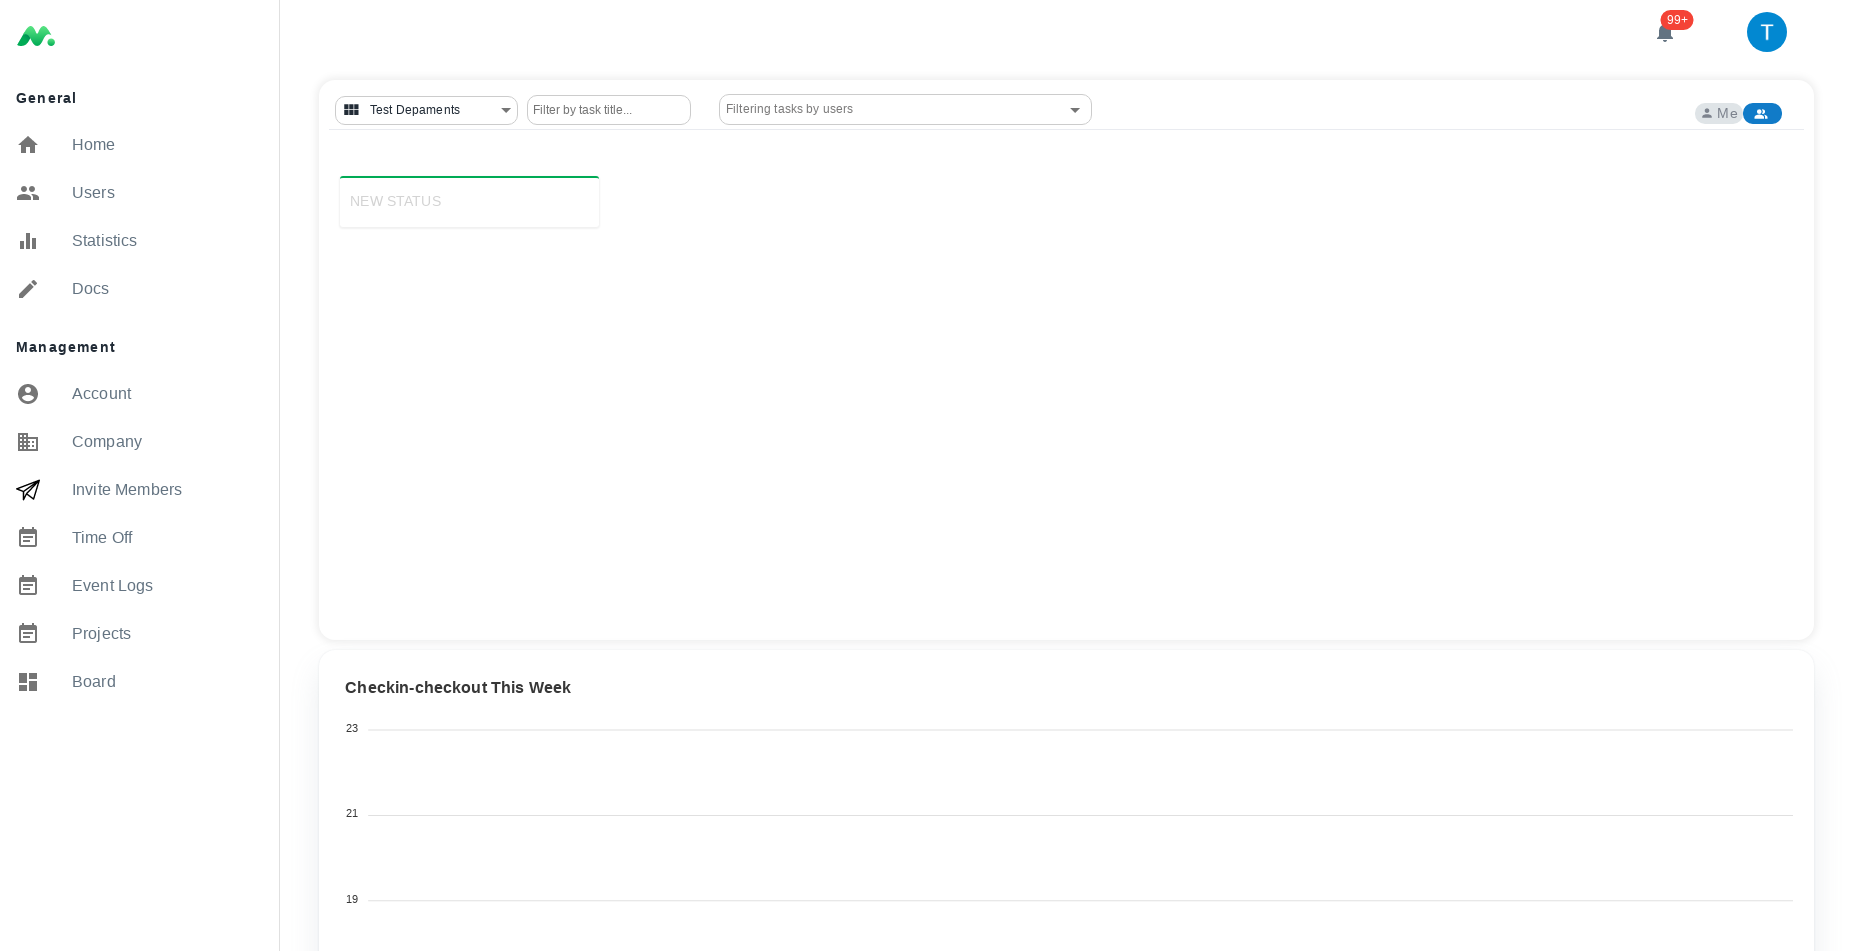 99+
T
General
Home
Users
Statistics
Docs
Management
Account
Company
Invite Members
Time Off
Event Logs
Projects
Board
Test Depaments
Filter by task title...
Filtering tasks by users
Me
NEW STATUS
Checkin-checkout This Week
23
21
19